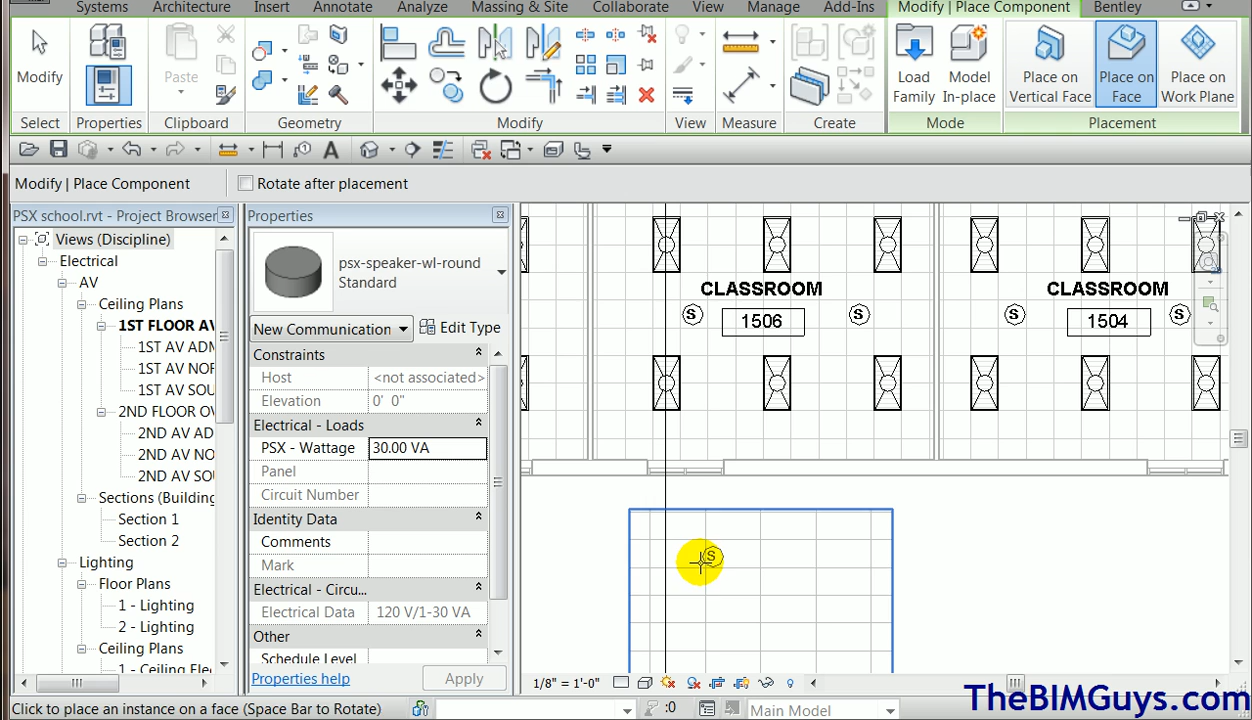 Systems Architecture Insert Annotate Analyze Massing & Site Collaborate View Manage Add-Ins Modify | Place Component Bentley
Modify
Paste
Load Family
Model In-place
Place on Vertical Face
Place on Face
Place on Work Plane
Select Properties Clipboard Geometry Modify View Measure Create Mode Placement
A
Modify | Place Component Rotate after placement
PSX school.rvt - Project Browser
Views (Discipline)
Electrical
AV
Ceiling Plans
1ST FLOOR AV
1ST AV ADM
1ST AV NOR
1ST AV SOU
2ND FLOOR OV
2ND AV AD
2ND AV NO
2ND AV SOU
Sections (Building
Section 1
Section 2
Lighting
Floor Plans
1 - Lighting
2 - Lighting
Ceiling Plans
1 - Ceiling Elec
Properties
psx-speaker-wl-round
Standard
New Communication Edit Type
Constraints
Host <not associated>
Elevation 0' 0"
Electrical - Loads
PSX - Wattage 30.00 VA
Panel
Circuit Number
Identity Data
Comments
Mark
Electrical - Circu...
Electrical Data 120 V/1-30 VA
Other
Schedule Level
Properties help Apply
CLASSROOM CLASSROOM
S 1506 S S 1504 S
S
1/8" = 1'-0"
TheBIMGuys.com
Click to place an instance on a face (Space Bar to Rotate) :0 Main Model